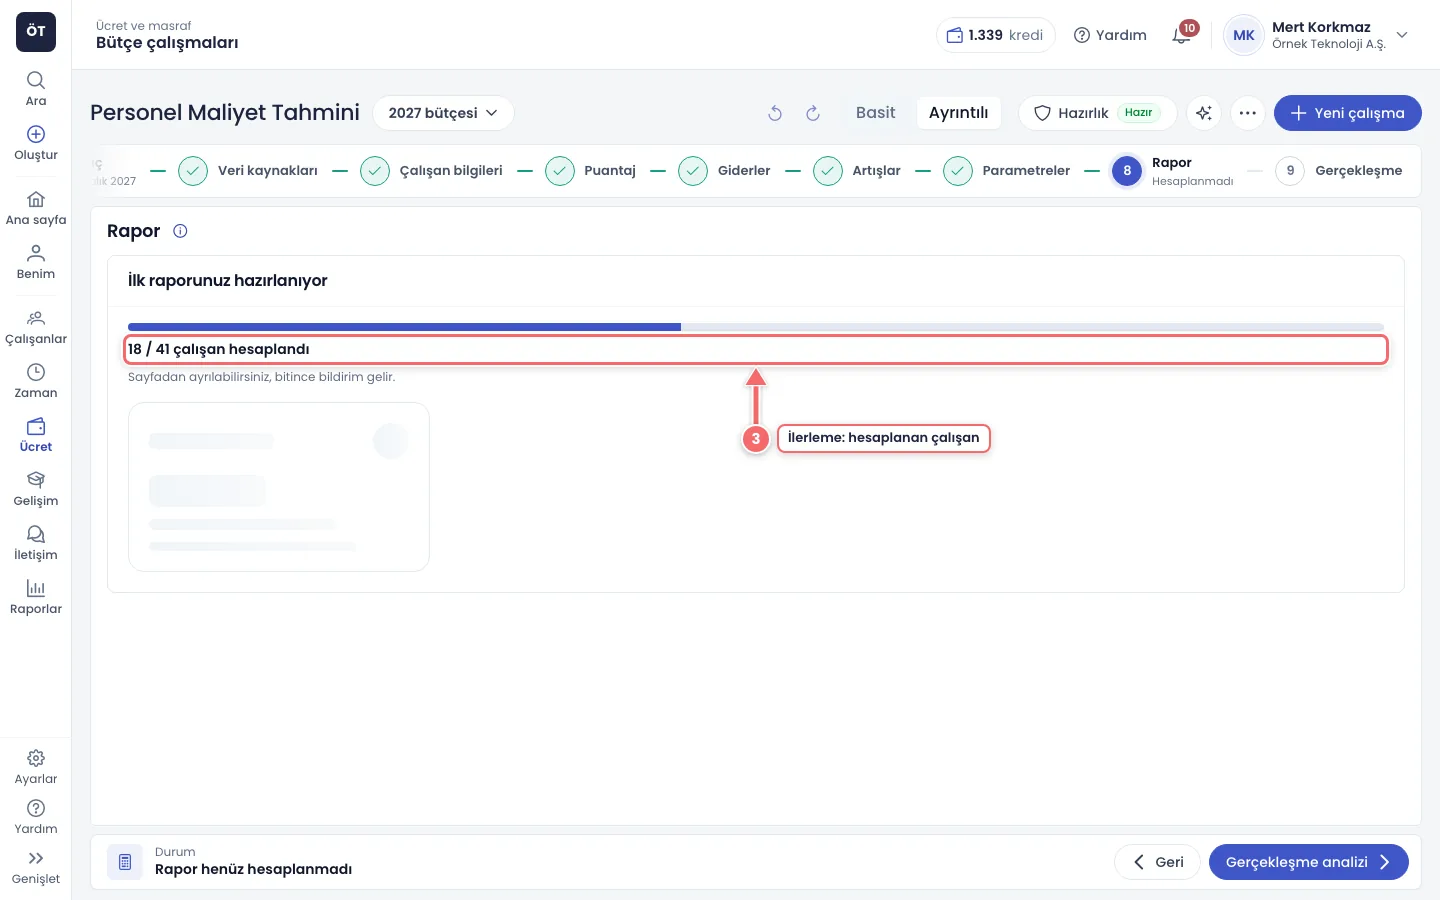 ÖT
Ara
Oluştur
Ana sayfa
Benim
Çalışanlar
Zaman
Ücret
Gelişim
İletişim
Raporlar
Ayarlar
Yardım
Genişlet
Ücret ve masraf
Bütçe çalışmaları
1.339 kredi
Yardım
10
MK
Mert Korkmaz
Örnek Teknoloji A.Ş.
Personel Maliyet Tahmini
2027 bütçesi
Basit
Ayrıntılı
Hazırlık
Hazır
Yeni çalışma
2027
Veri kaynakları
Çalışan bilgileri
Puantaj
Giderler
Artışlar
Parametreler
8
Rapor
Hesaplanmadı
9
Gerçekleşme
Rapor
İlk raporunuz hazırlanıyor
18 / 41 çalışan hesaplandı
Sayfadan ayrılabilirsiniz, bitince bildirim gelir.
3
İlerleme: hesaplanan çalışan
Durum
Rapor henüz hesaplanmadı
Geri
Gerçekleşme analizi